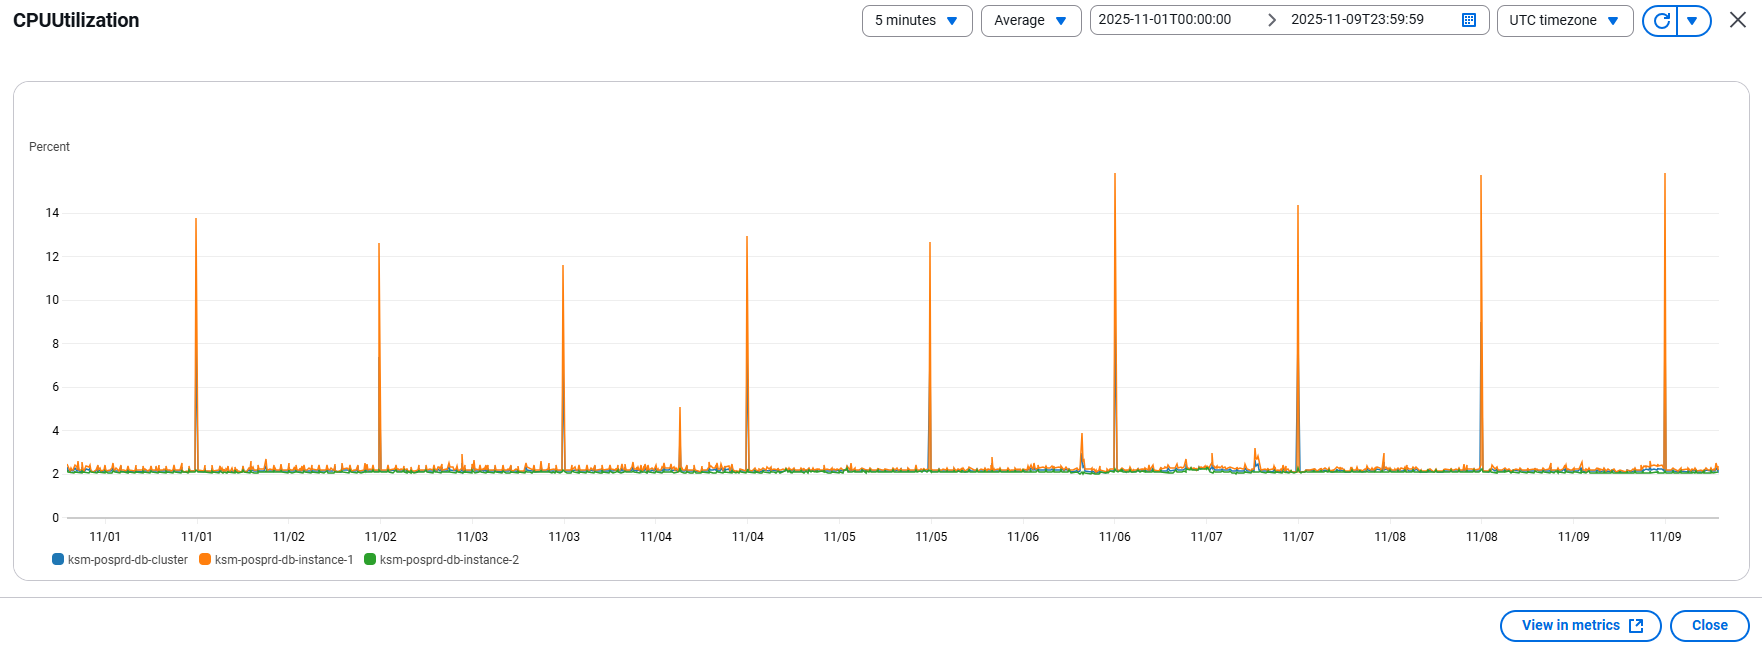 CPUUtilization
5 minutes Average 2025-11-01T00:00:00 2025-11-09T23:59:59 UTC timezone
Percent
14
12
10
8
6
4
2
0
11/01 11/01 11/02 11/02 11/03 11/03 11/04 11/04 11/05 11/05 11/06 11/06 11/07 11/07 11/08 11/08 11/09 11/09
ksm-posprd-db-cluster ksm-posprd-db-instance-1 ksm-posprd-db-instance-2
View in metrics Close